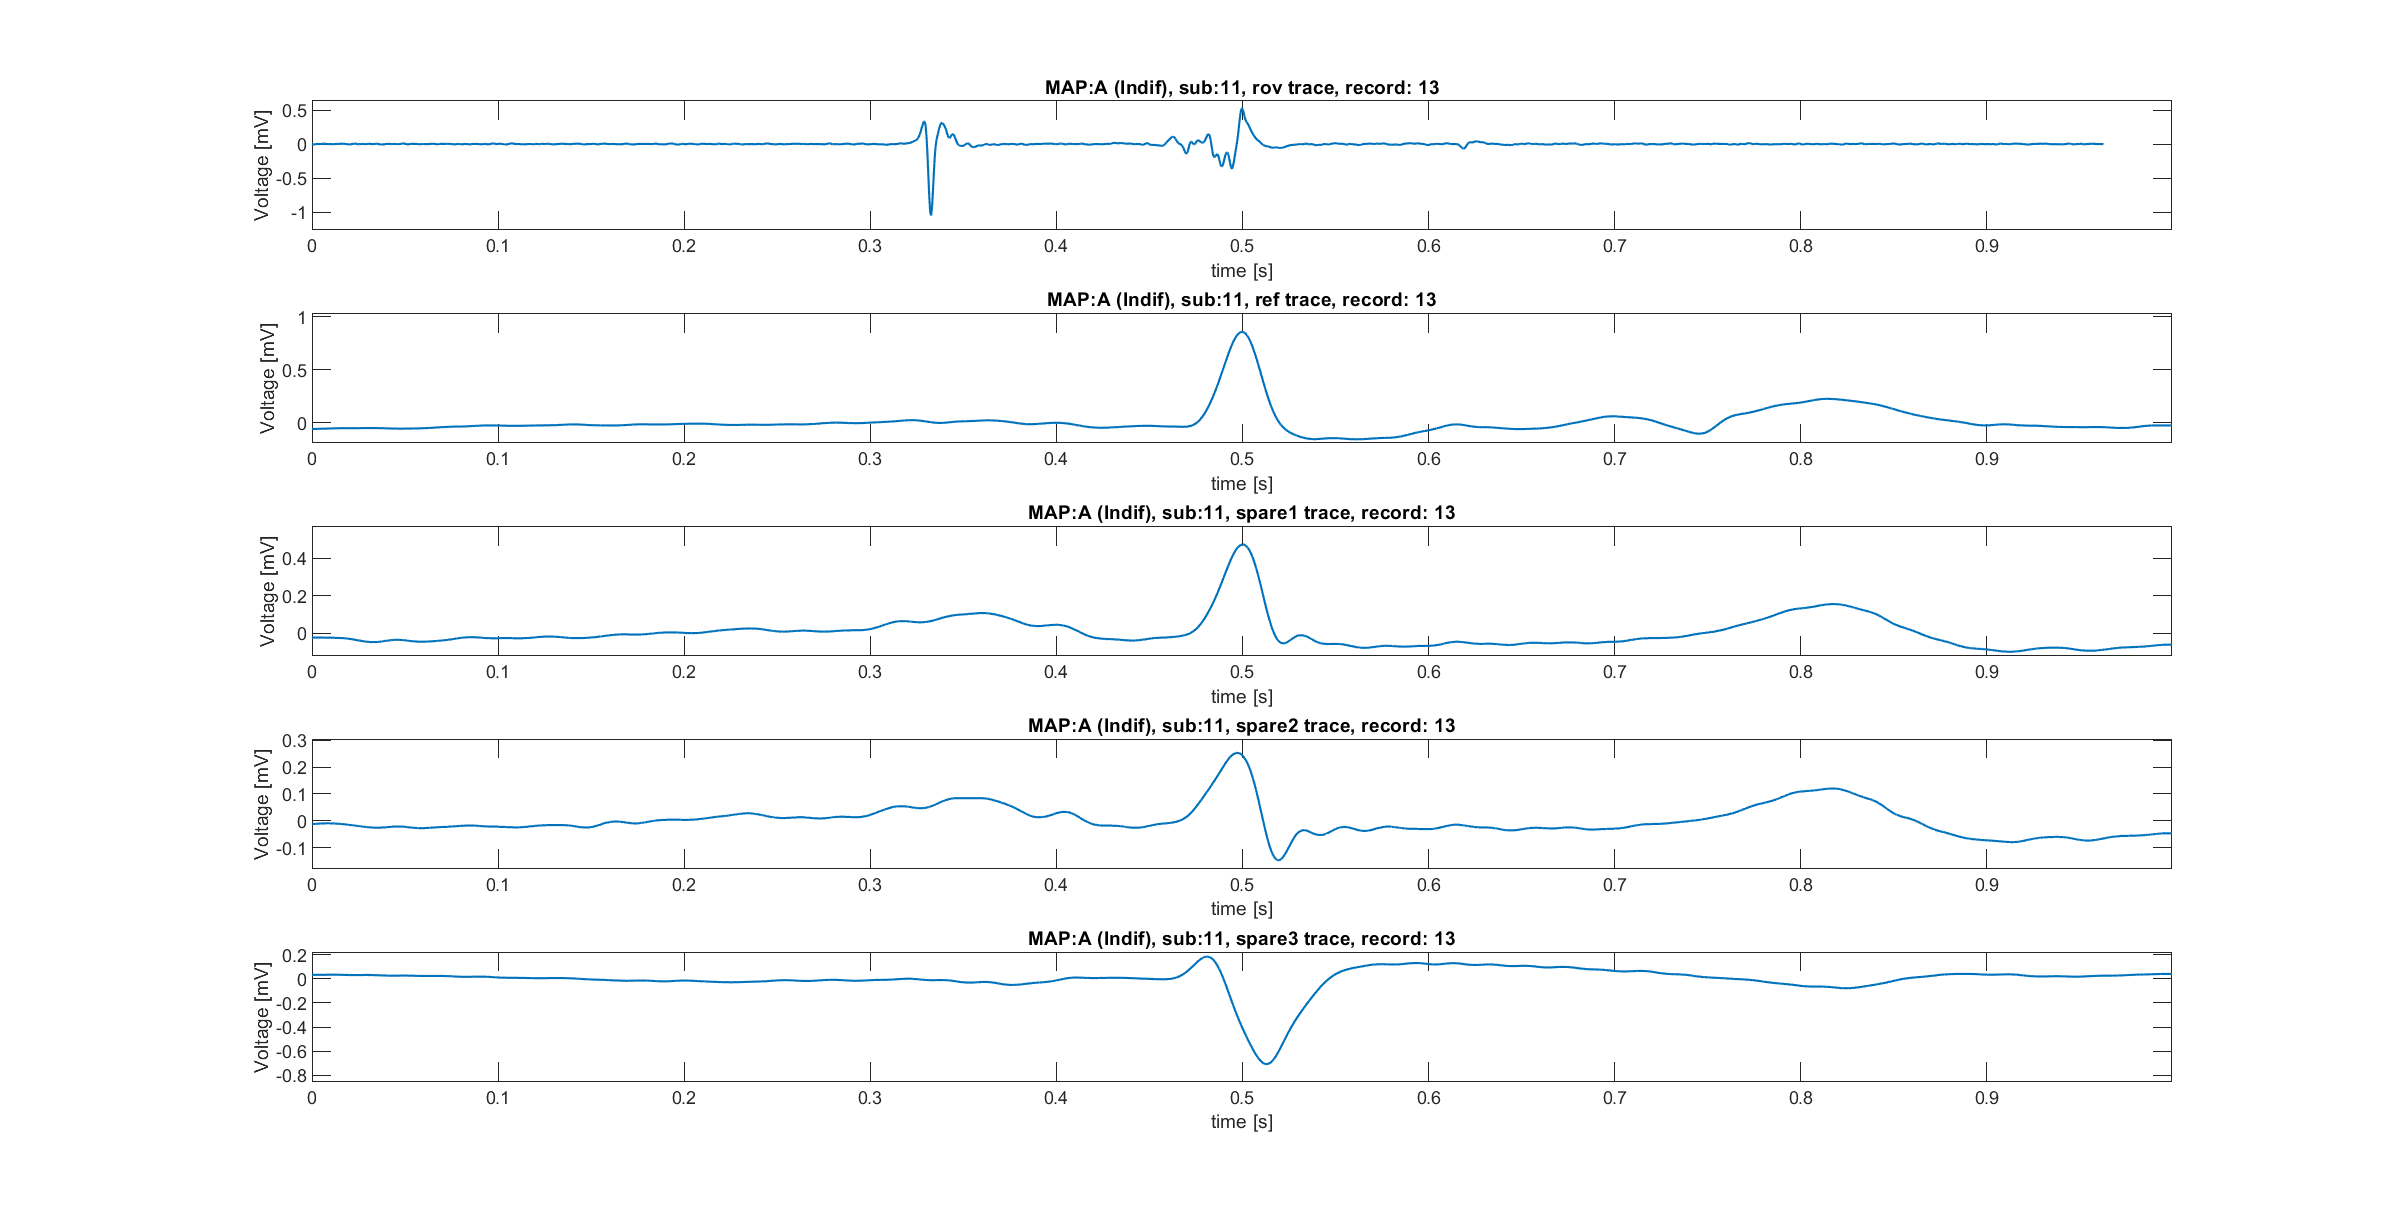 MAP:A (Indif), sub:11, rov trace, record: 13
Voltage [mV]
0.5
0
-0.5
-1
0 0.1 0.2 0.3 0.4 0.5 0.6 0.7 0.8 0.9
time [s]
MAP:A (Indif), sub:11, ref trace, record: 13
Voltage [mV]
1
0.5
0
0 0.1 0.2 0.3 0.4 0.5 0.6 0.7 0.8 0.9
time [s]
MAP:A (Indif), sub:11, spare1 trace, record: 13
Voltage [mV]
0.4
0.2
0
0 0.1 0.2 0.3 0.4 0.5 0.6 0.7 0.8 0.9
time [s]
MAP:A (Indif), sub:11, spare2 trace, record: 13
Voltage [mV]
0.3
0.2
0.1
0
-0.1
0 0.1 0.2 0.3 0.4 0.5 0.6 0.7 0.8 0.9
time [s]
MAP:A (Indif), sub:11, spare3 trace, record: 13
Voltage [mV]
0.2
0
-0.2
-0.4
-0.6
-0.8
0 0.1 0.2 0.3 0.4 0.5 0.6 0.7 0.8 0.9
time [s]